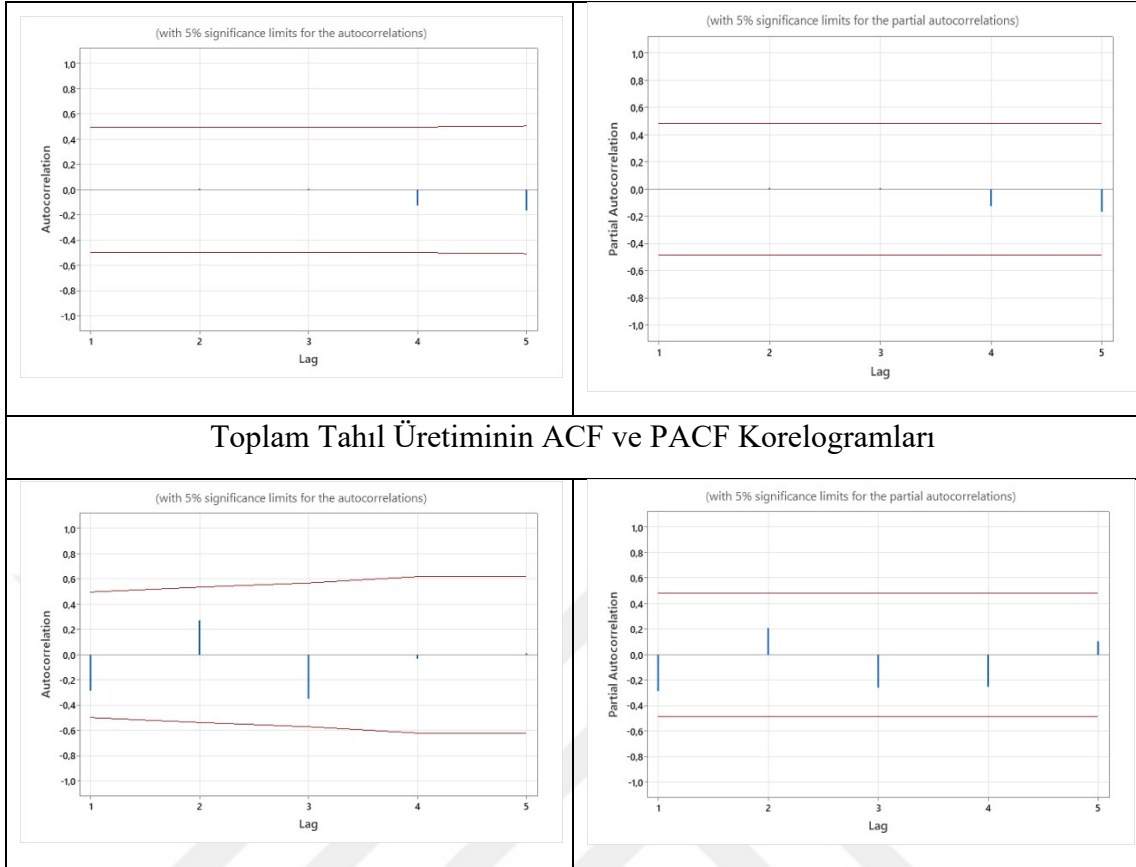 (with 5% significance limits for the autocorrelations)
Autocorrelation
1,0
0,8
0,6
0,4
0,2
0,0
-0,2
-0,4
-0,6
-0,8
-1,0
1 2 3 4 5
Lag
(with 5% significance limits for the partial autocorrelations)
Partial Autocorrelation
1,0
0,8
0,6
0,4
0,2
0,0
-0,2
-0,4
-0,6
-0,8
-1,0
1 2 3 4 5
Lag
Toplam Tahıl Üretiminin ACF ve PACF Korelogramları
(with 5% significance limits for the autocorrelations)
Autocorrelation
1,0
0,8
0,6
0,4
0,2
0,0
-0,2
-0,4
-0,6
-0,8
-1,0
1 2 3 4 5
Lag
(with 5% significance limits for the partial autocorrelations)
Partial Autocorrelation
1,0
0,8
0,6
0,4
0,2
0,0
-0,2
-0,4
-0,6
-0,8
-1,0
1 2 3 4 5
Lag